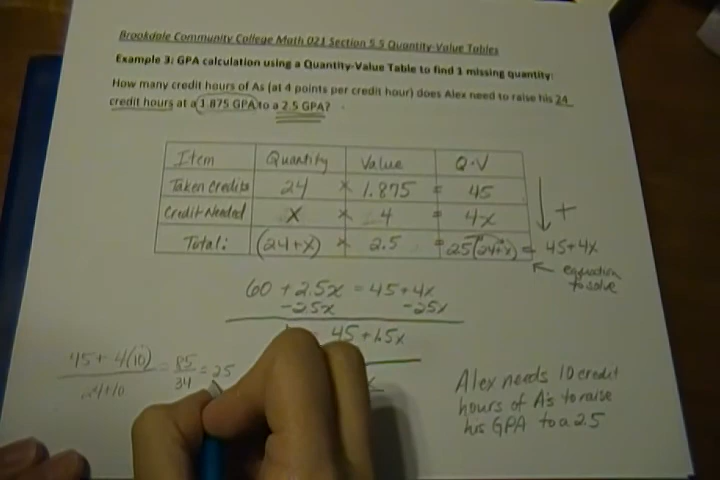 Brookdale Community College Math 021 Section 5.5 Quantity-Value Tables
Example 3: GPA calculation using a Quantity-Value Table to find 1 missing quantity:
How many credit hours of As (at 4 points per credit hour) does Alex need to raise his 24
credit hours at a 1.875 GPA to a 2.5 GPA?
Item Quantity Value Q·V
Taken Credits 24 × 1.875 = 45
Credit Needed x × 4 = 4x
+
Total: (24+x) × 2.5 = 2.5(24+x) = 45+4x
equation
to solve
60 + 2.5x = 45+4x
-2.5x -2.5x
= 45+1.5x
45+4(10) = 85 = 2.5
24+10 34
Alex needs 10 credit
hours of A's to raise
his GPA to a 2.5